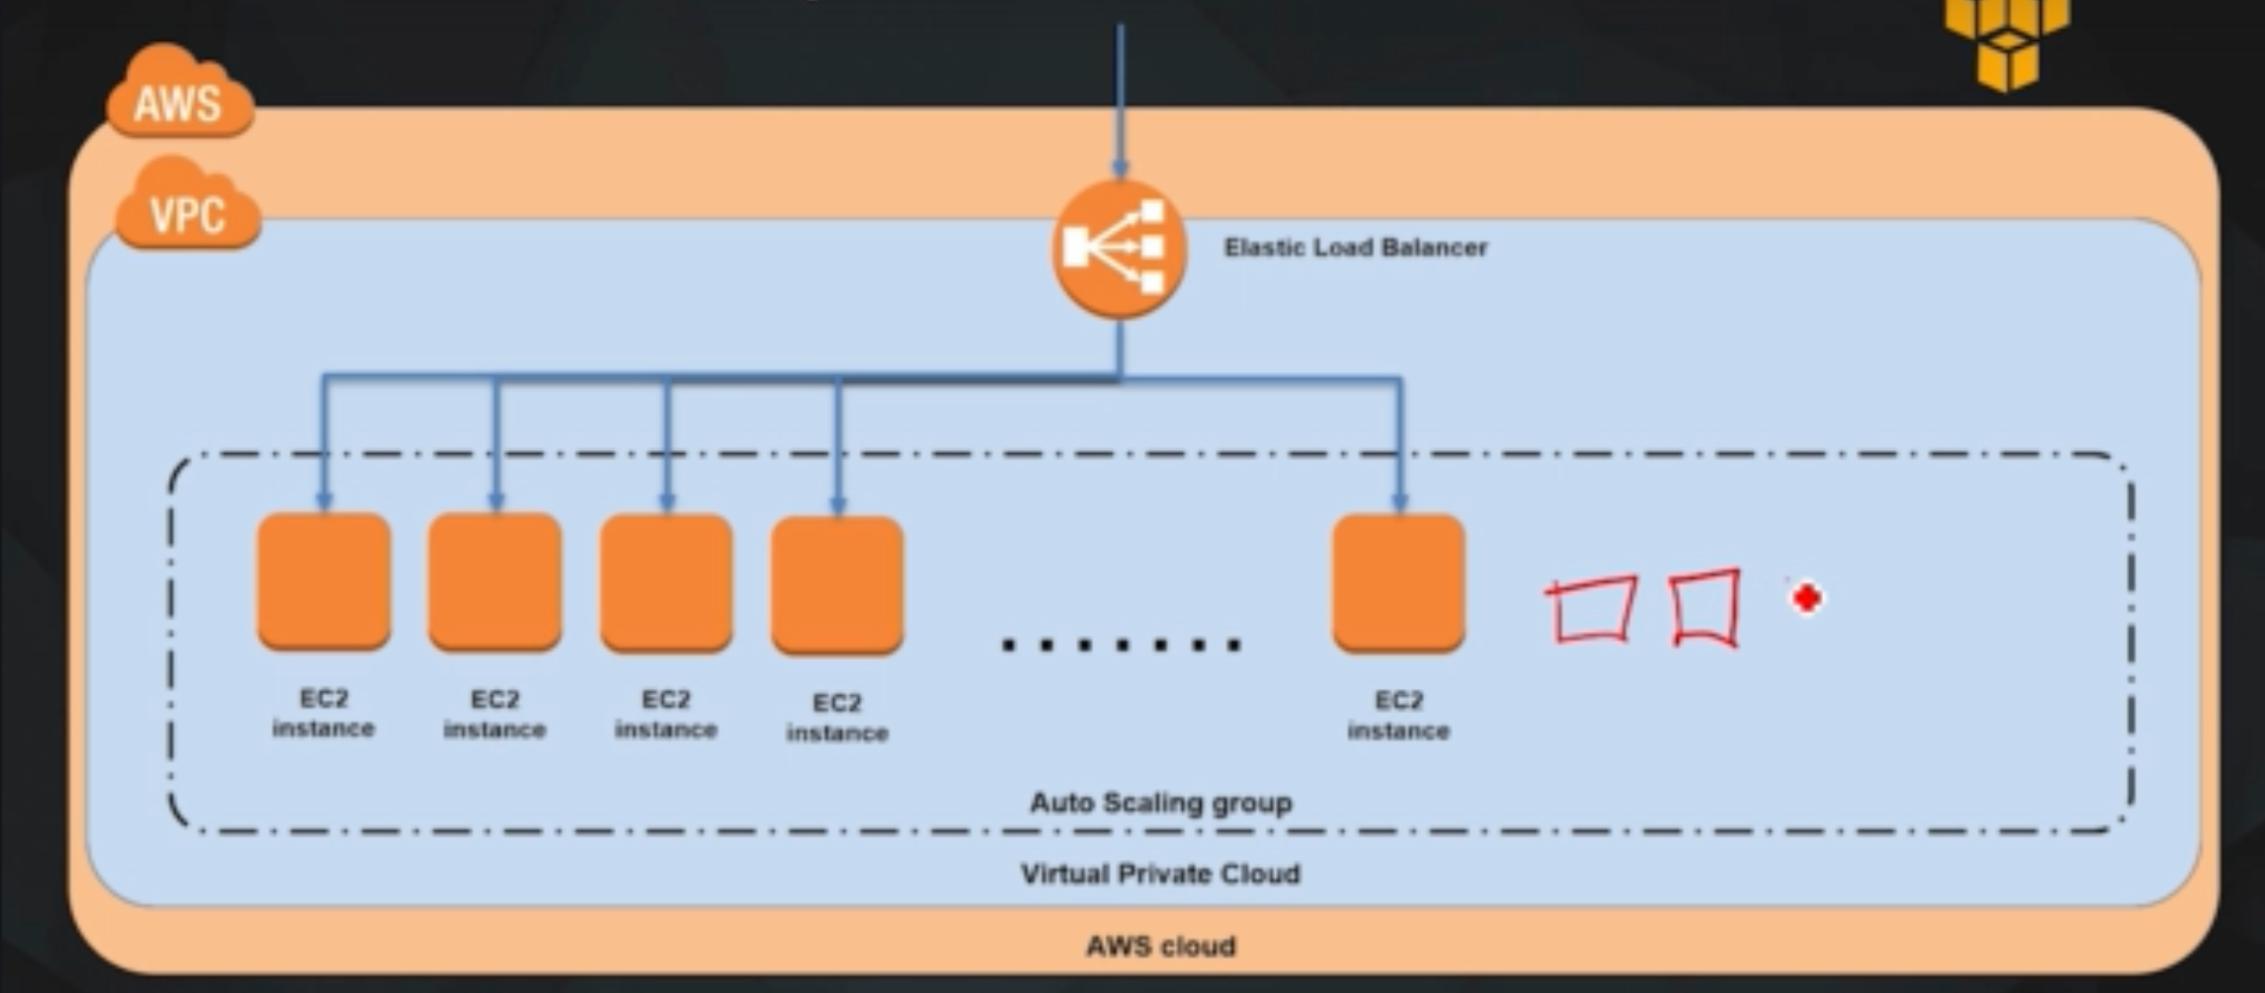 AWS
VPC
Elastic Load Balancer
EC2
instance
EC2
instance
EC2
instance
EC2
instance
EC2
instance
Auto Scaling group
Virtual Private Cloud
AWS cloud